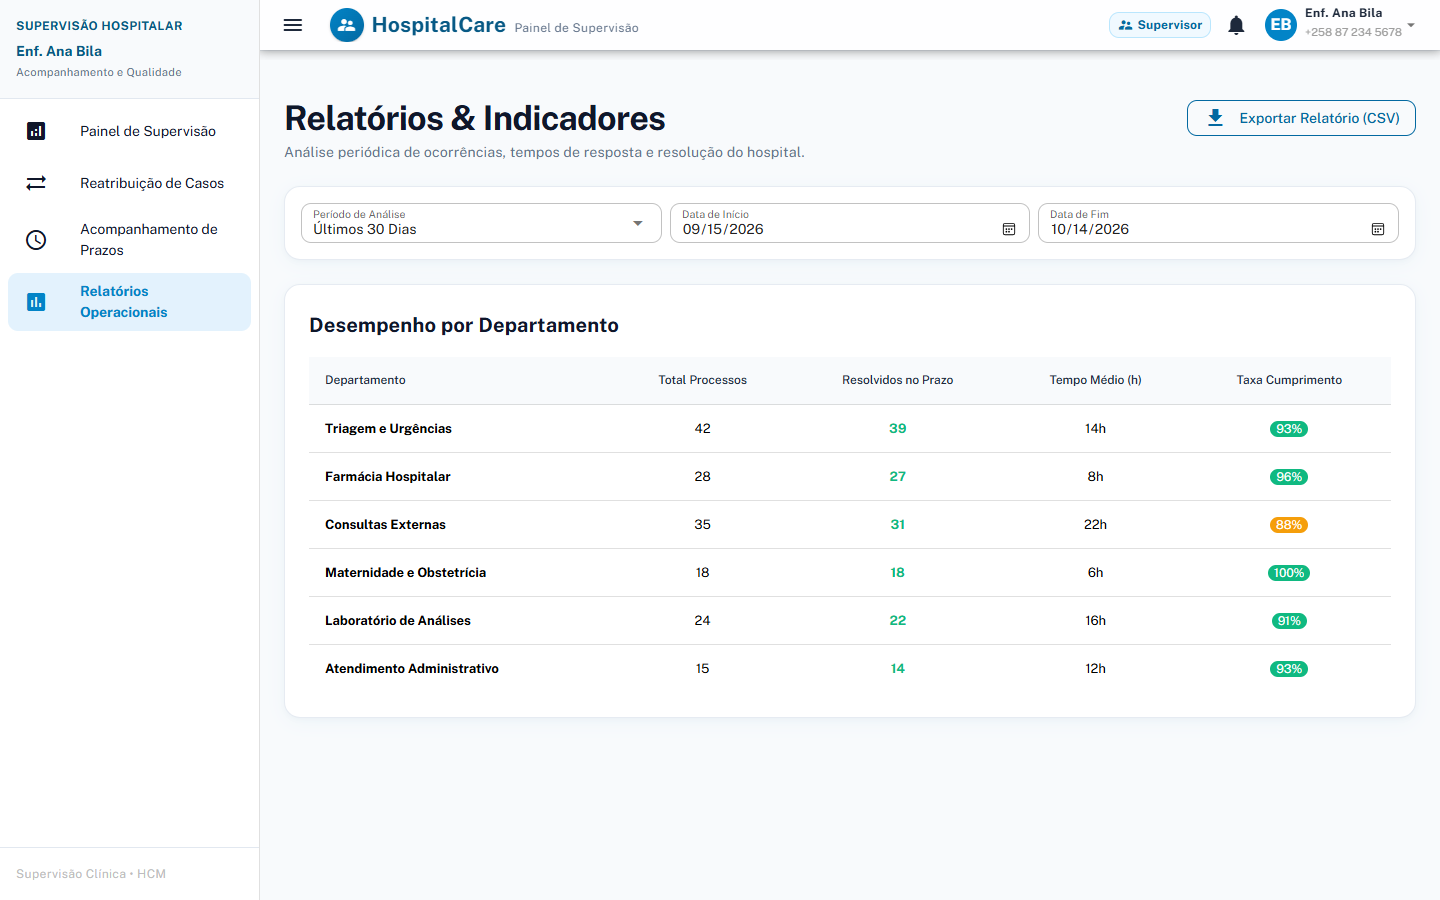 SUPERVISÃO HOSPITALAR
Enf. Ana Bila
Acompanhamento e Qualidade
Painel de Supervisão
Reatribuição de Casos
Acompanhamento de
Prazos
Relatórios
Operacionais
Supervisão Clínica • HCM
HospitalCare Painel de Supervisão
Supervisor
EB
Enf. Ana Bila
+258 87 234 5678
Relatórios & Indicadores
Análise periódica de ocorrências, tempos de resposta e resolução do hospital.
Exportar Relatório (CSV)
Período de Análise
Últimos 30 Dias
Data de Início
09/15/2026
Data de Fim
10/14/2026
Desempenho por Departamento
Departamento Total Processos Resolvidos no Prazo Tempo Médio (h) Taxa Cumprimento
Triagem e Urgências 42 39 14h 93%
Farmácia Hospitalar 28 27 8h 96%
Consultas Externas 35 31 22h 88%
Maternidade e Obstetrícia 18 18 6h 100%
Laboratório de Análises 24 22 16h 91%
Atendimento Administrativo 15 14 12h 93%